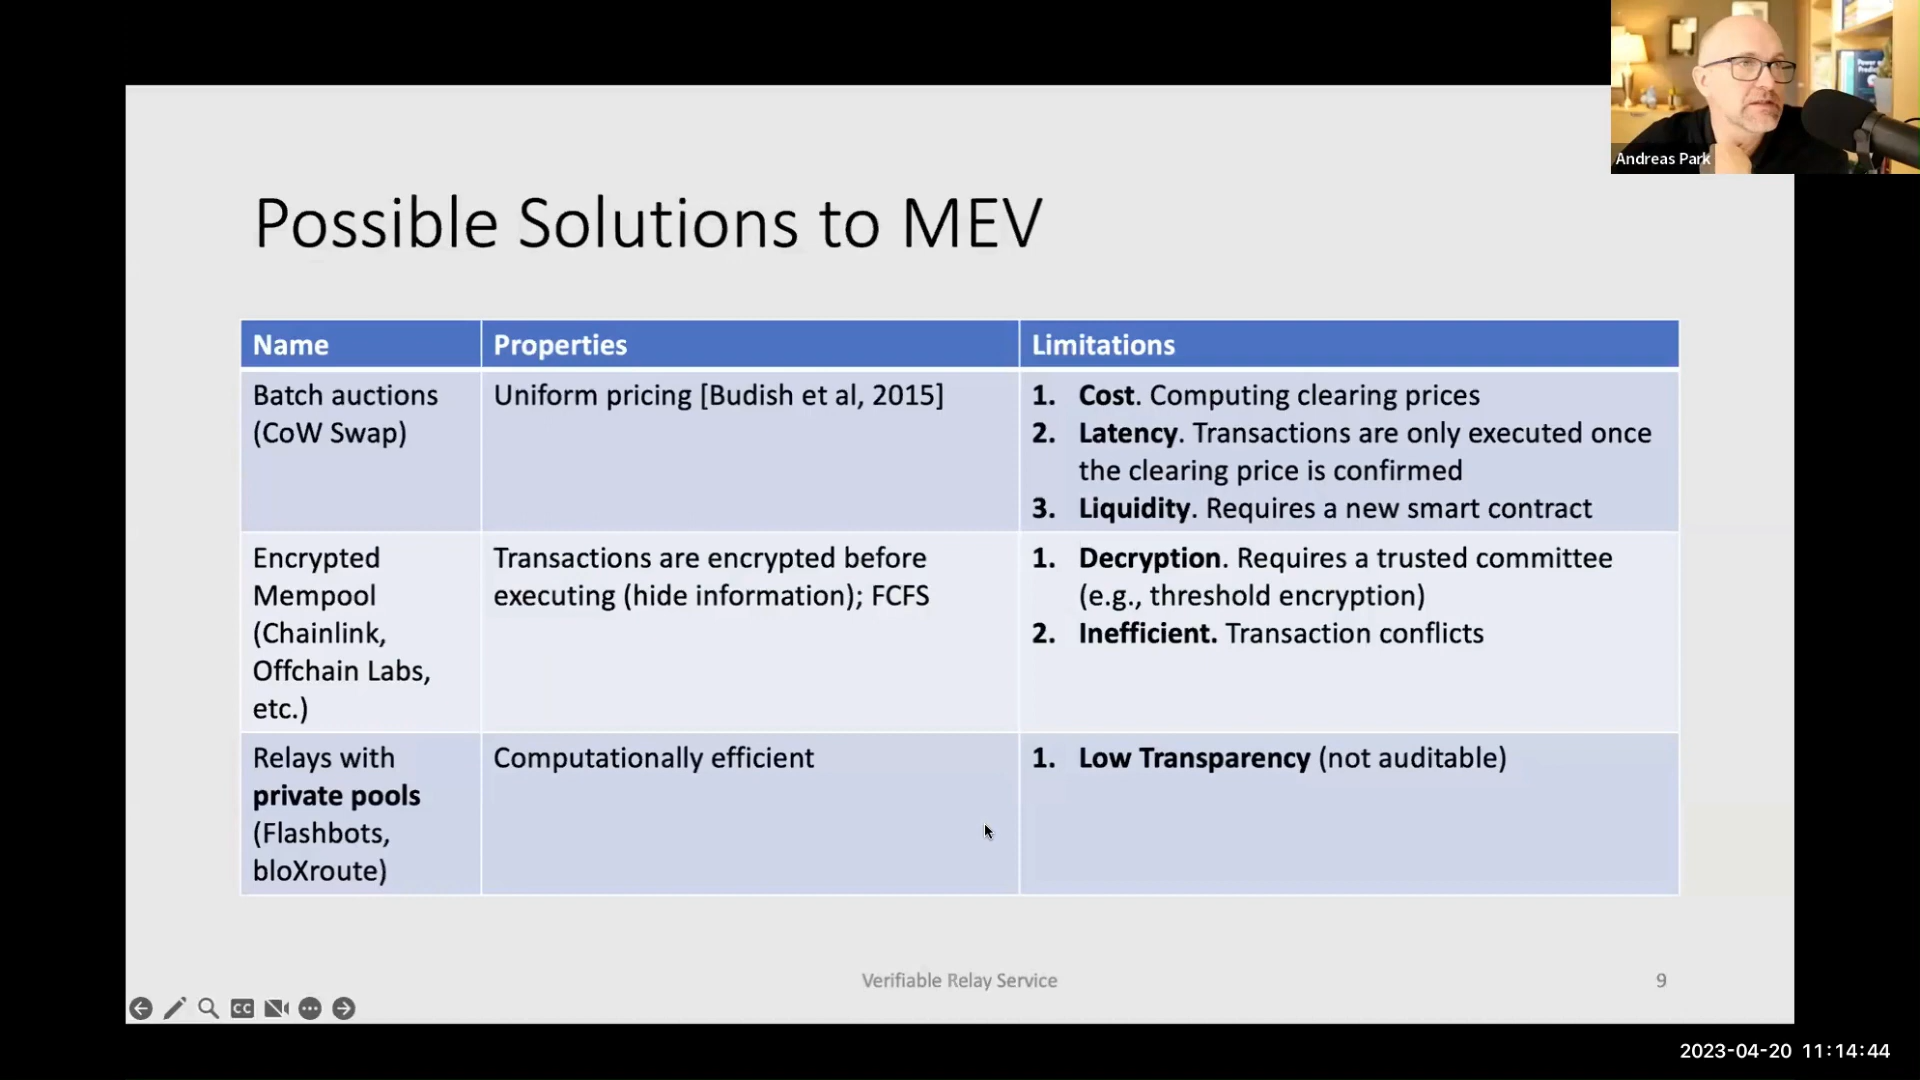 Andreas Park
Possible Solutions to MEV
Name
Properties
Limitations
Batch auctions
(CoW Swap)
Uniform pricing [Budish et al, 2015]
1. Cost. Computing clearing prices
2. Latency. Transactions are only executed once
the clearing price is confirmed
3. Liquidity. Requires a new smart contract
Encrypted
Mempool
(Chainlink,
Offchain Labs,
etc.)
Transactions are encrypted before
executing (hide information); FCFS
1. Decryption. Requires a trusted committee
(e.g., threshold encryption)
2. Inefficient. Transaction conflicts
Relays with
private pools
(Flashbots,
bloXroute)
Computationally efficient
1. Low Transparency (not auditable)
Verifiable Relay Service
9
CC
2023-04-20 11:14:44